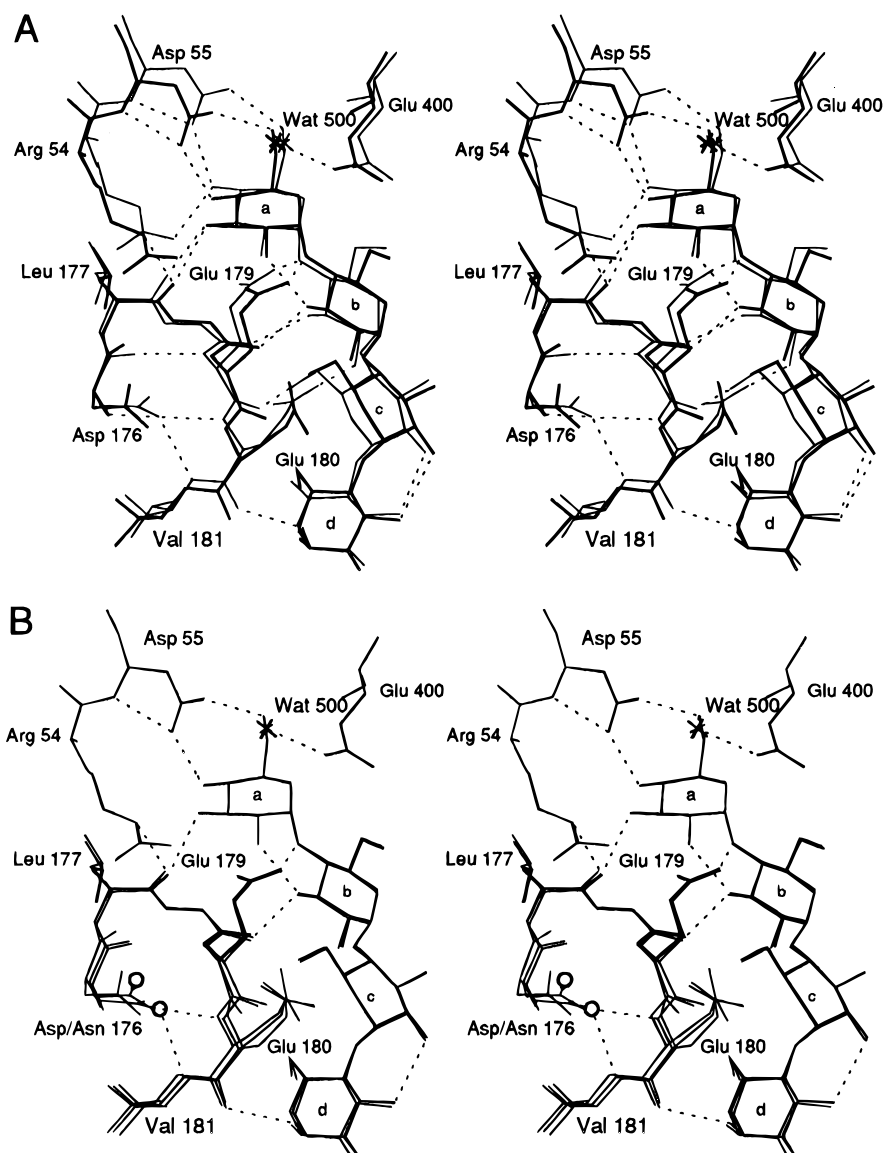 A
Asp 55
Asp 55
Wat 500
Glu 400
Wat 500
Glu 400
Arg 54
Arg 54
a
a
Leu 177
Glu 179
Leu 177
Glu 179
b
b
c
c
Asp 176
Asp 176
Glu 180
Glu 180
d
d
Val 181
Val 181
B
Asp 55
Asp 55
Glu 400
Glu 400
Wat 500
Wat 500
Arg 54
Arg 54
a
a
Leu 177
Glu 179
Leu 177
Glu 179
b
b
c
c
Asp/Asn 176
Asp/Asn 176
Glu 180
Glu 180
d
d
Val 181
Val 181